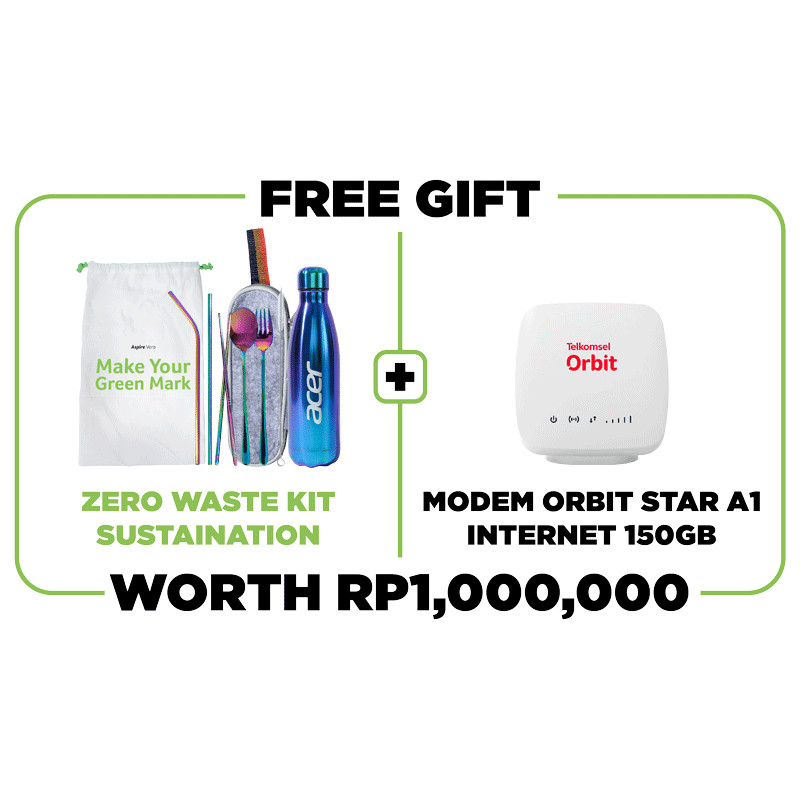 FREE GIFT
Aspire Vero
Make Your
Green Mark
acer
+
Telkomsel
Orbit
ZERO WASTE KIT
SUSTAINATION
MODEM ORBIT STAR A1
INTERNET 150GB
WORTH RP1,000,000